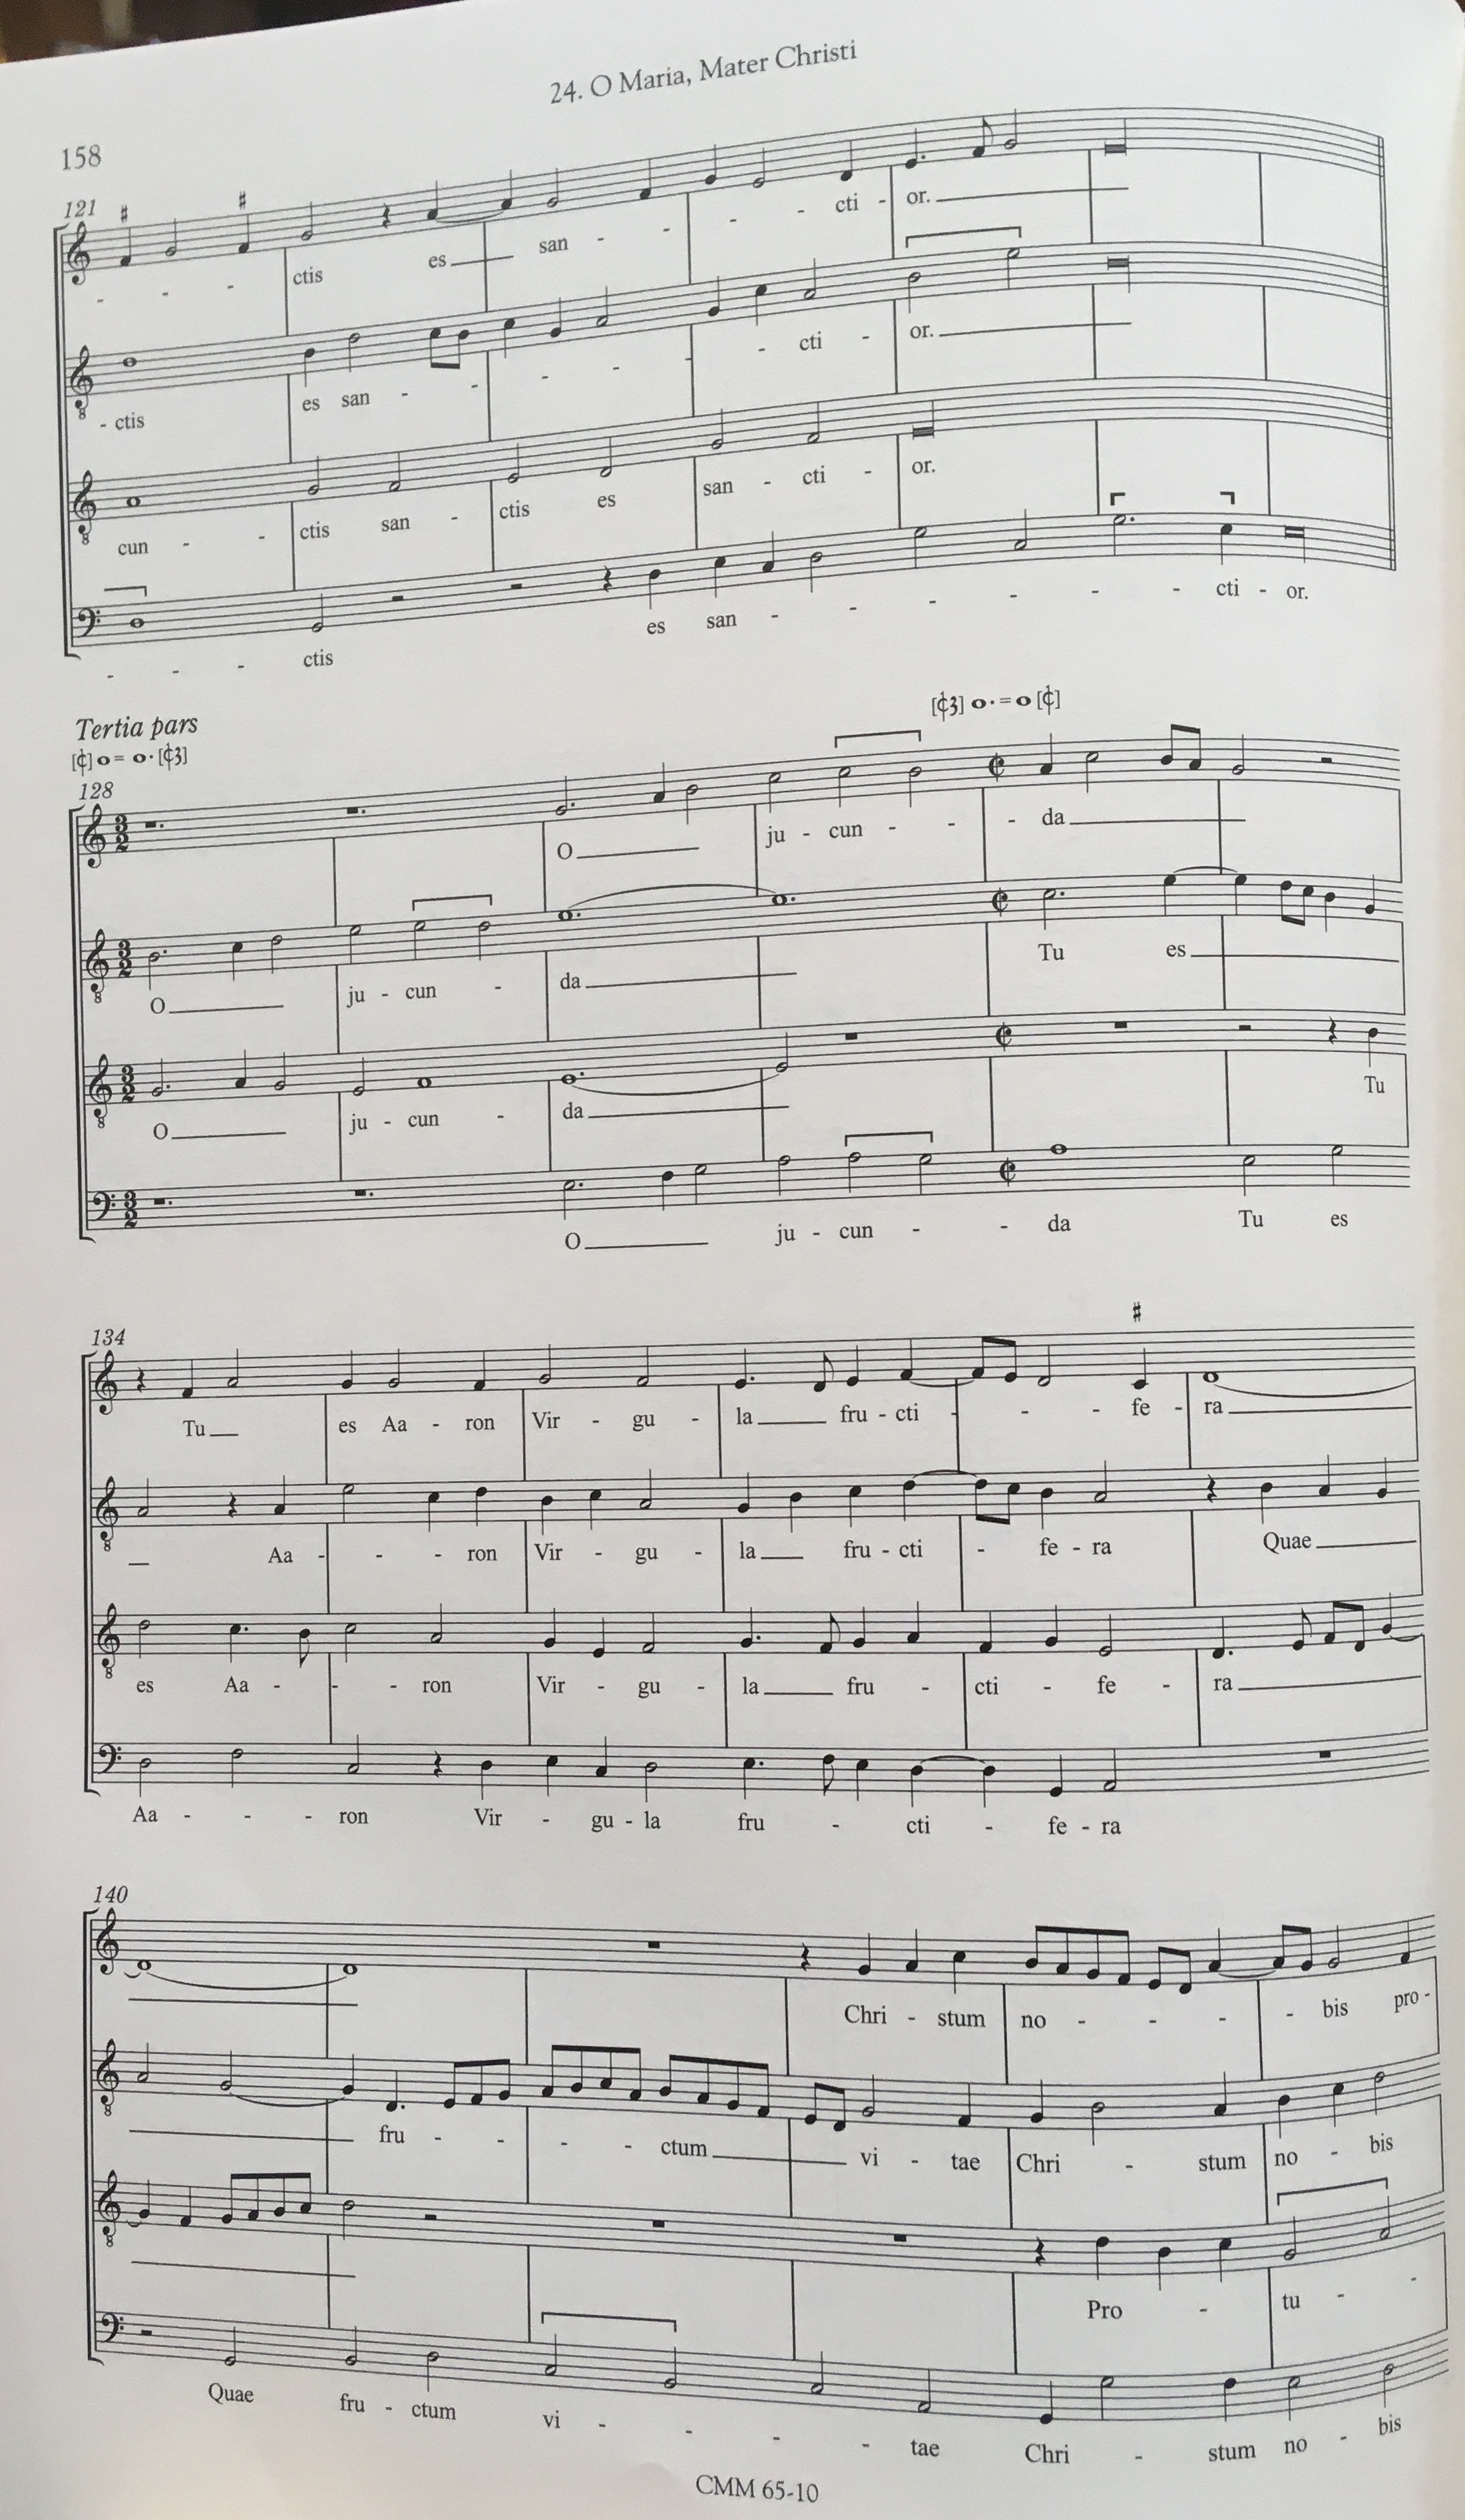 24. O Maria, Mater Christi
158
121
- - - ctis es san - - - - cti - or.
- ctis es san - - - - - - cti - or.
cun - - ctis san - ctis es san - cti - or.
- - - ctis es san - - - - - - cti - or.
Tertia pars
[¢] o = o· [¢3]
[¢3] o· = o [¢]
128
O ju - cun - - - da
O ju - cun - da Tu es
O ju - cun - da Tu
O ju - cun - - da Tu es
134
Tu es Aa - ron Vir - gu - la fru - cti - - - fe - ra
Aa - - - ron Vir - gu - la fru - cti - fe - ra Quae
es Aa - - - ron Vir - gu - la fru - cti - fe - ra
Aa - - - ron Vir - gu - la fru - cti - fe - ra
140
Chri - stum no - - - - bis pro -
fru - - - - ctum vi - tae Chri - stum no - bis
Pro - tu - -
Quae fru - ctum vi - - - - tae Chri - stum no - bis
CMM 65-10